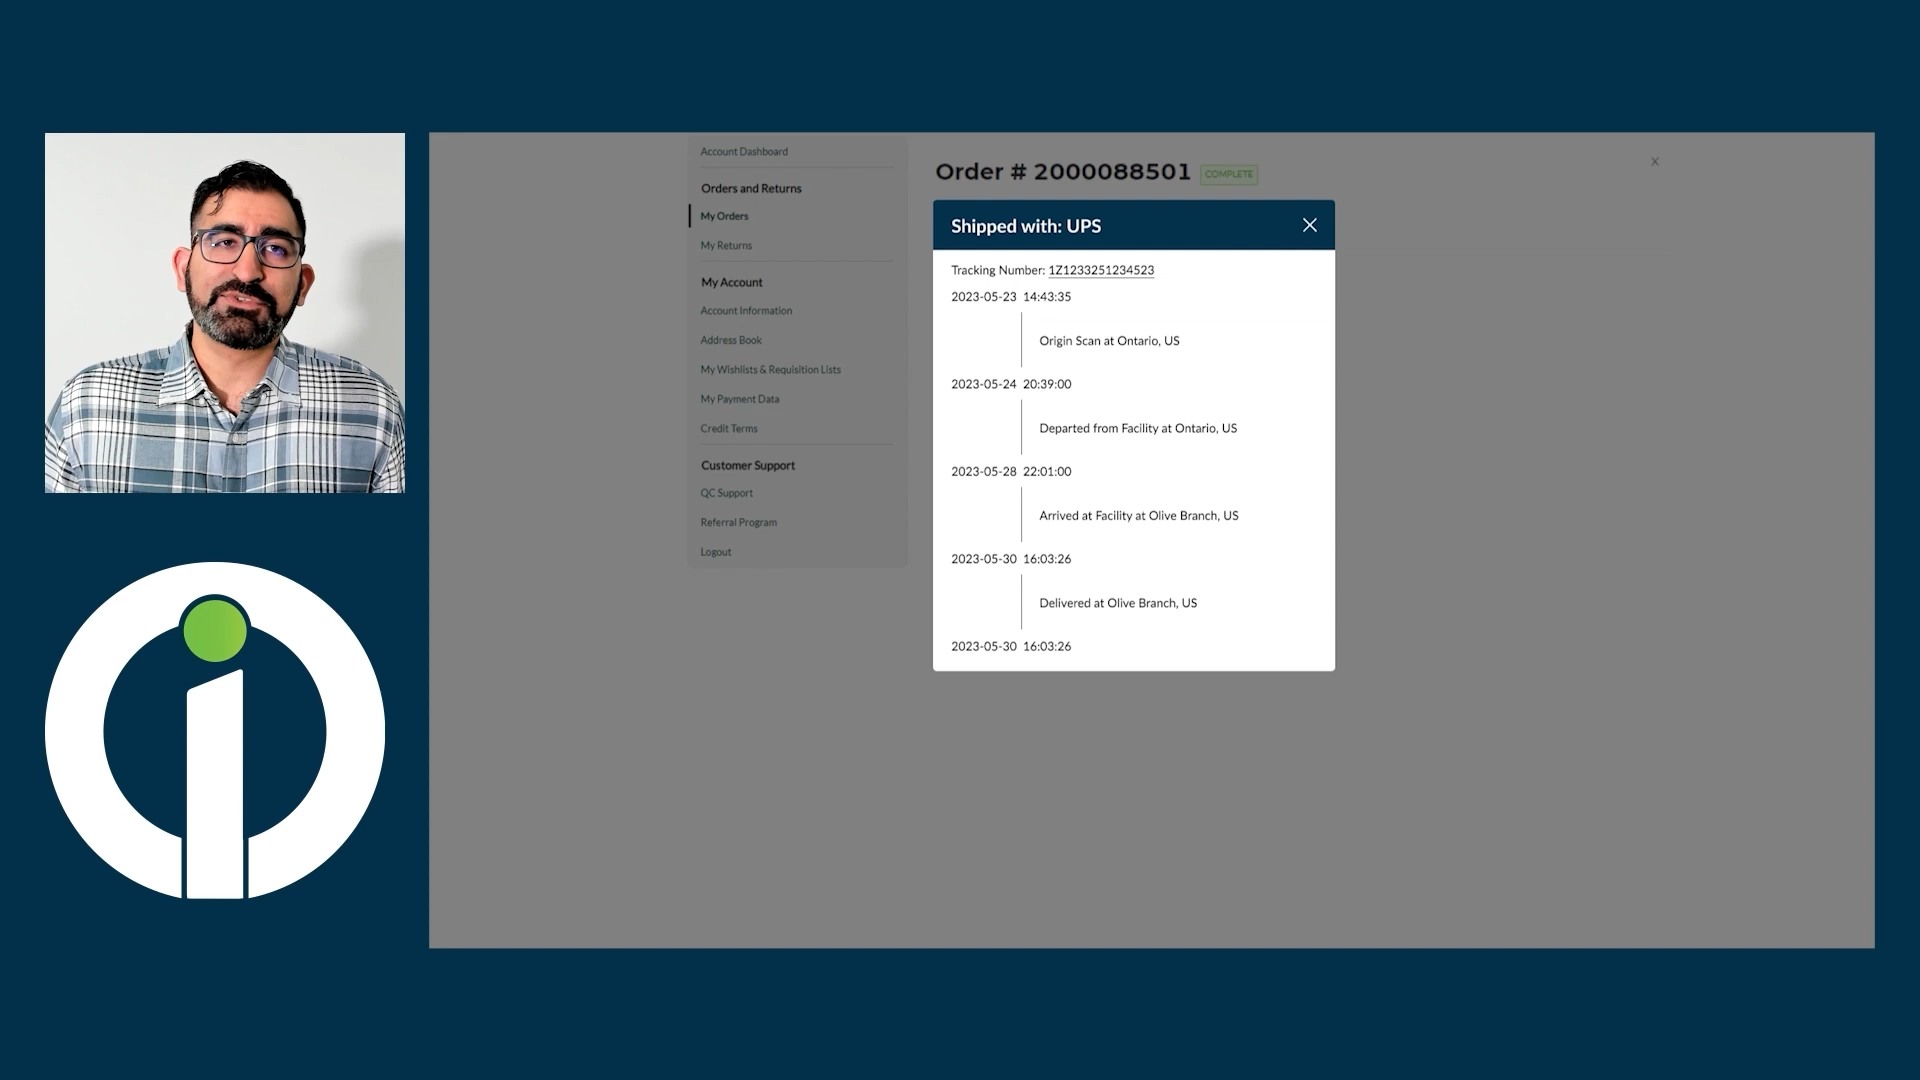 Account Dashboard
Orders and Returns
My Orders
My Returns
My Account
Account Information
Address Book
My Wishlists & Requisition Lists
My Payment Data
Credit Terms
Customer Support
QC Support
Referral Program
Logout
Order # 2000088501 COMPLETE
Shipped with: UPS
Tracking Number: 1Z1233251234523
2023-05-23 14:43:35
Origin Scan at Ontario, US
2023-05-24 20:39:00
Departed from Facility at Ontario, US
2023-05-28 22:01:00
Arrived at Facility at Olive Branch, US
2023-05-30 16:03:26
Delivered at Olive Branch, US
2023-05-30 16:03:26